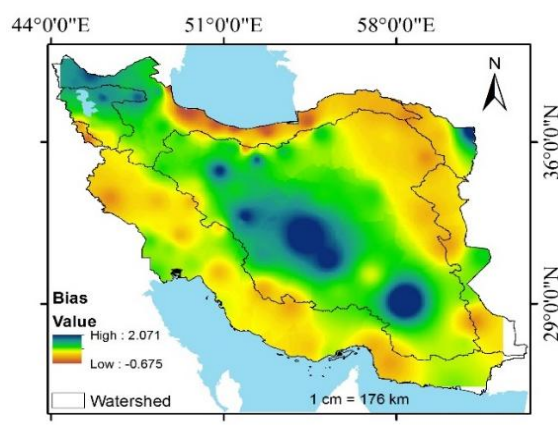 44°0'0"E 51°0'0"E 58°0'0"E
N
36°0'0"N
29°0'0"N
Bias
Value
High : 2.071
Low : -0.675
Watershed
1 cm = 176 km